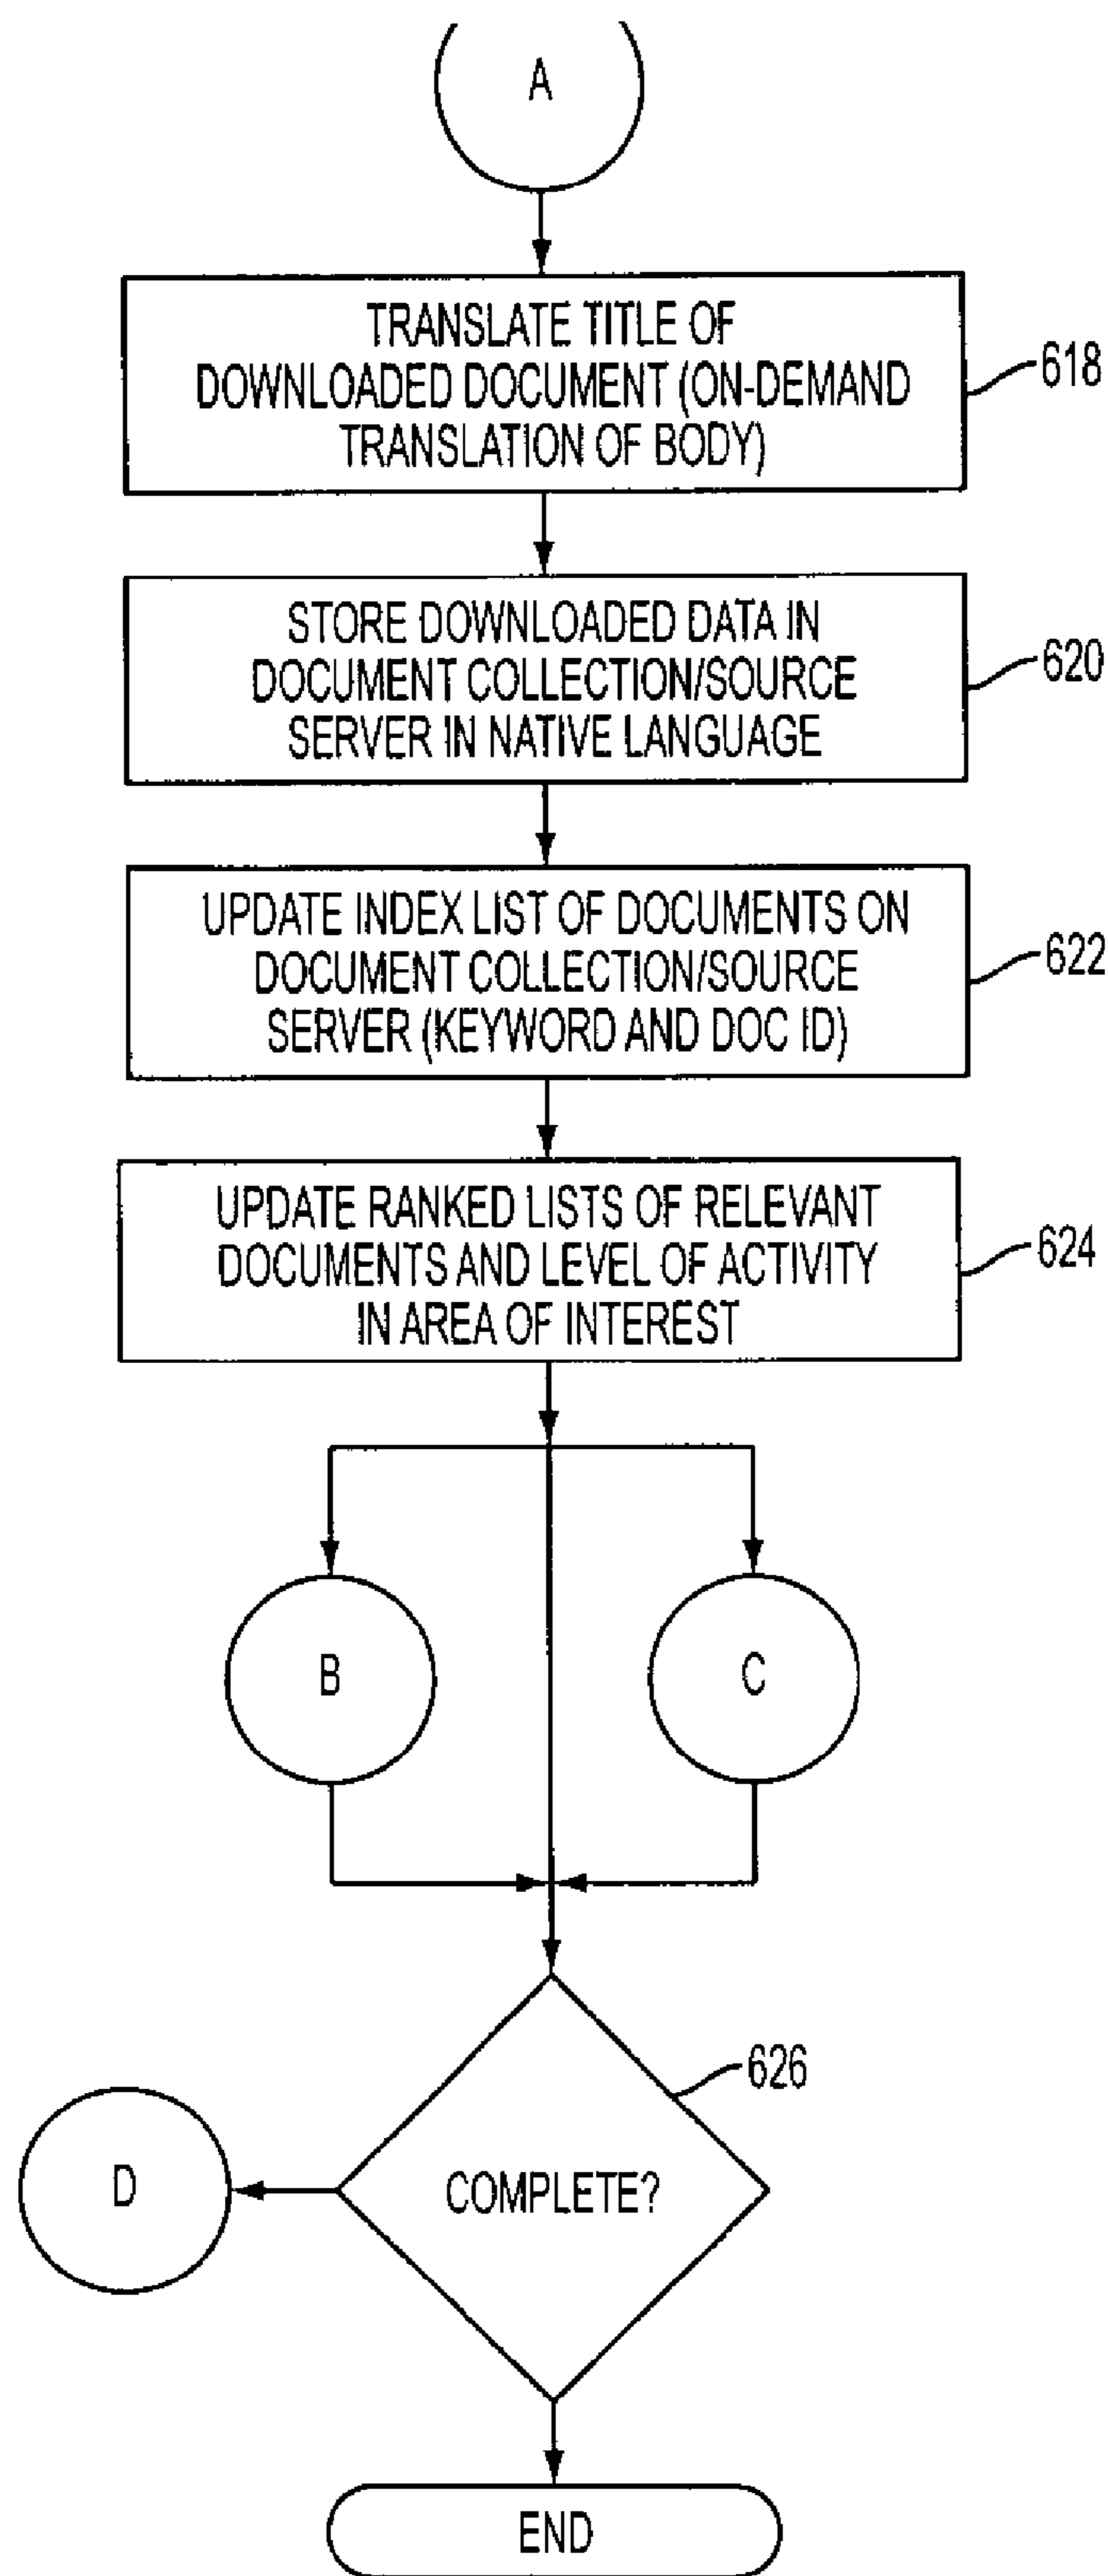 A
TRANSLATE TITLE OF
DOWNLOADED DOCUMENT (ON-DEMAND
TRANSLATION OF BODY)
618
STORE DOWNLOADED DATA IN
DOCUMENT COLLECTION/SOURCE
SERVER IN NATIVE LANGUAGE
620
UPDATE INDEX LIST OF DOCUMENTS ON
DOCUMENT COLLECTION/SOURCE
SERVER (KEYWORD AND DOC ID)
622
UPDATE RANKED LISTS OF RELEVANT
DOCUMENTS AND LEVEL OF ACTIVITY
IN AREA OF INTEREST
624
B
C
626
D
COMPLETE?
END